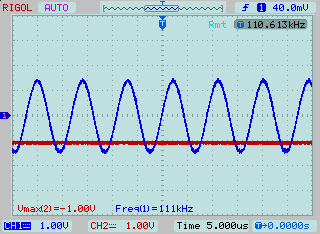 RIGOL AUTO 1 40.0mV
Rmt T 110.613kHz
T
1
Vmax(2)=-1.00V Freq(1)=111kHz
CH1 1.00V CH2 1.00V Time 5.000us T→0.0000s